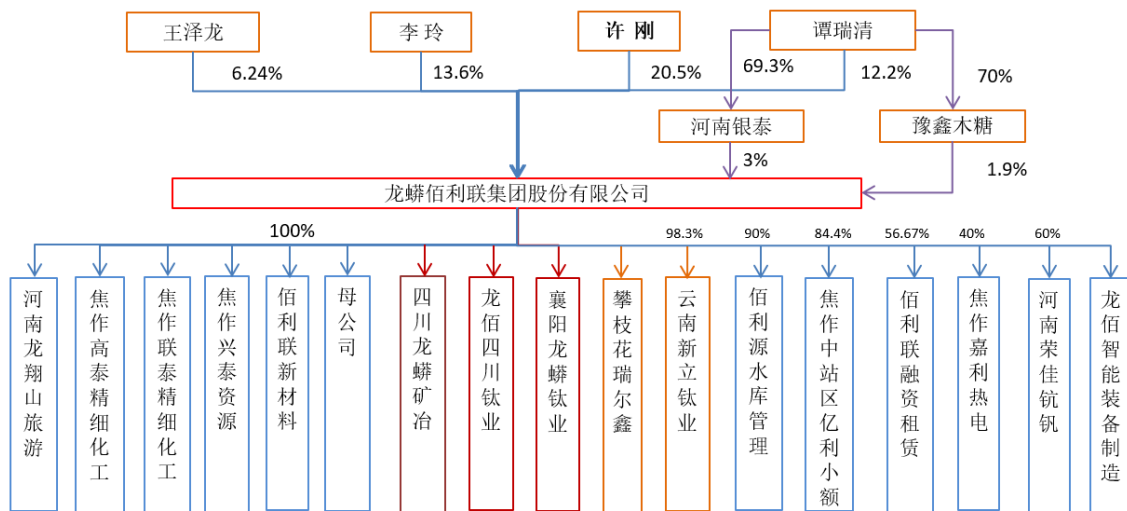 王泽龙
李玲
许 刚
谭瑞清
6.24%
13.6%
20.5%
69.3%
12.2%
70%
河南银泰
豫鑫木糖
3%
1.9%
龙蟒佰利联集团股份有限公司
100%
98.3%
90%
84.4%
56.67%
40%
60%
河南龙翔山旅游
焦作高泰精细化工
焦作联泰精细化工
焦作兴泰资源
佰利联新材料
母公司
四川龙蟒矿冶
龙佰四川钛业
襄阳龙蟒钛业
攀枝花瑞尔鑫
云南新立钛业
佰利源水库管理
焦作中站区亿利小额
佰利联融资租赁
焦作嘉利热电
河南荣佳钪钒
龙佰智能装备制造